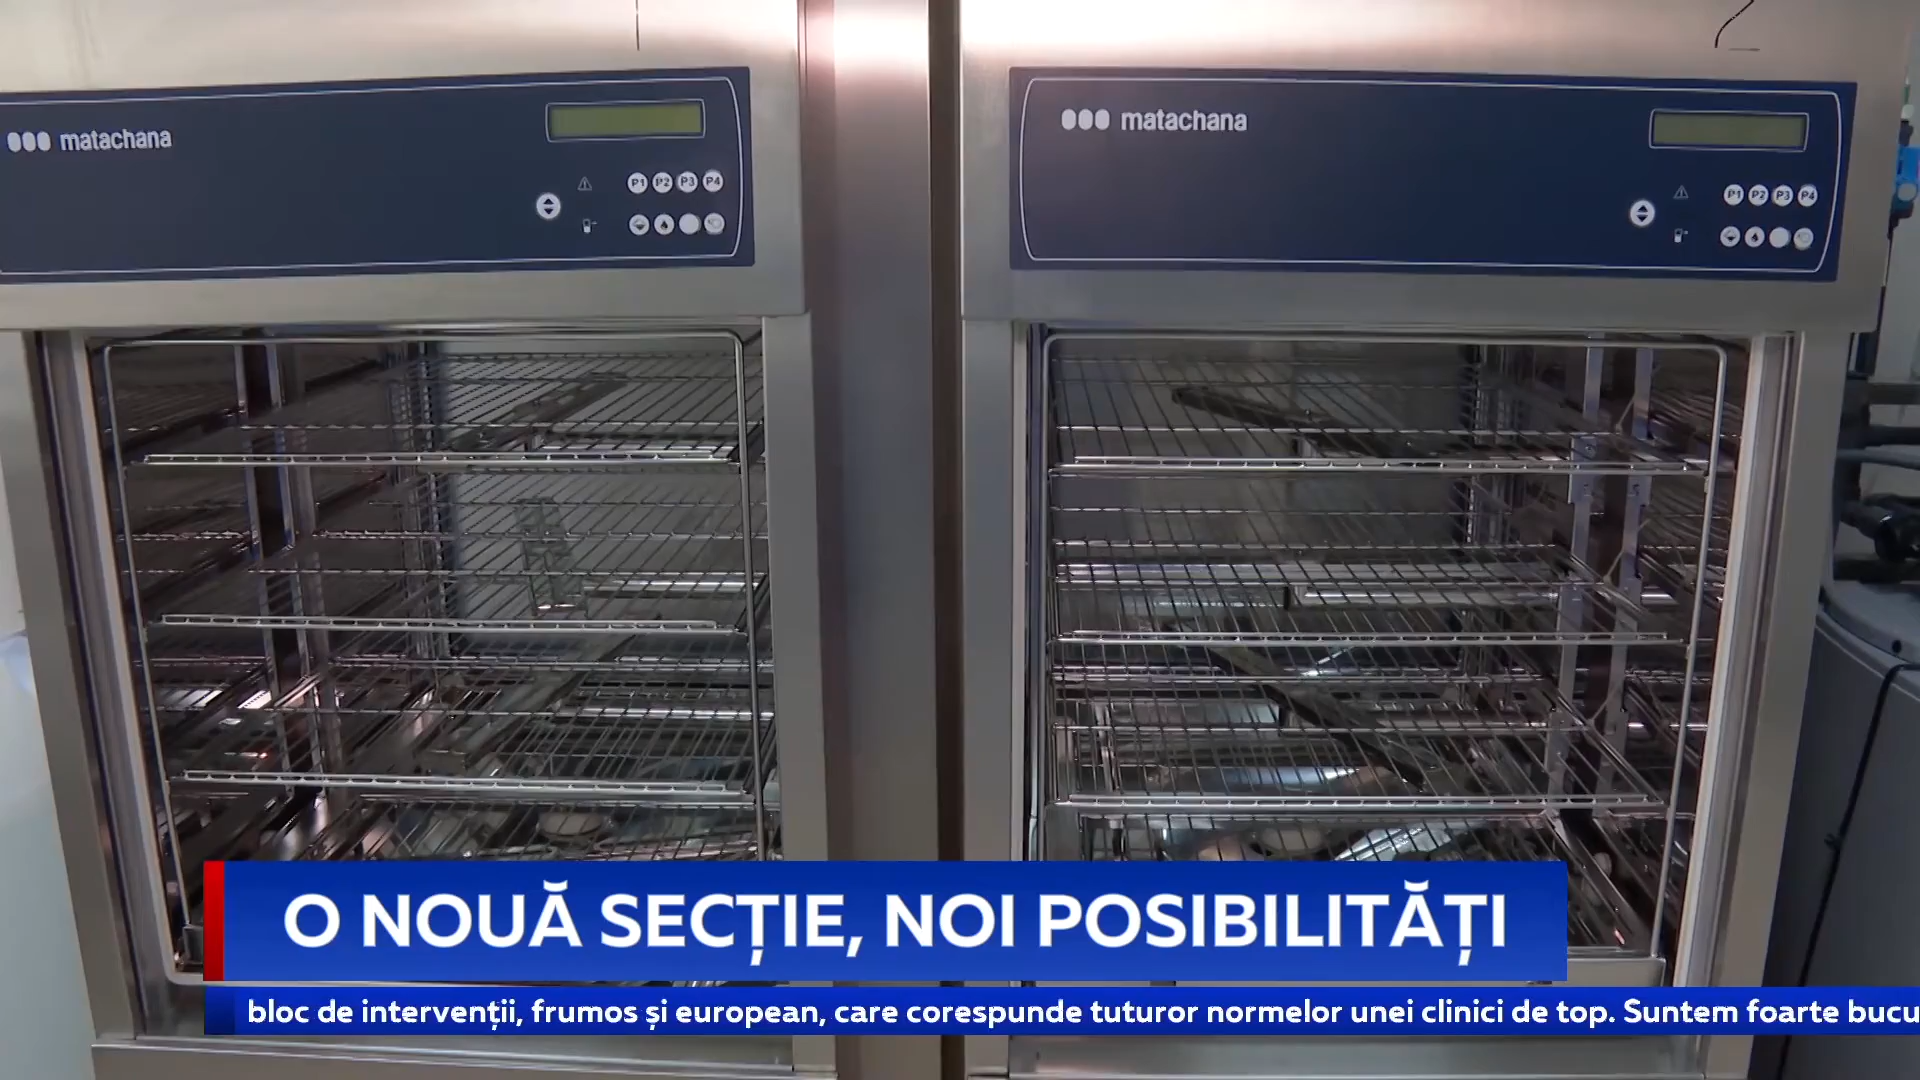 matachana
P1 P2 P3 P4
matachana
P1 P2 P3 P4
2
O NOUĂ SECȚIE, NOI POSIBILITĂȚI
bloc de intervenții, frumos și european, care corespunde tuturor normelor unei clinici de top. Suntem foarte bucu